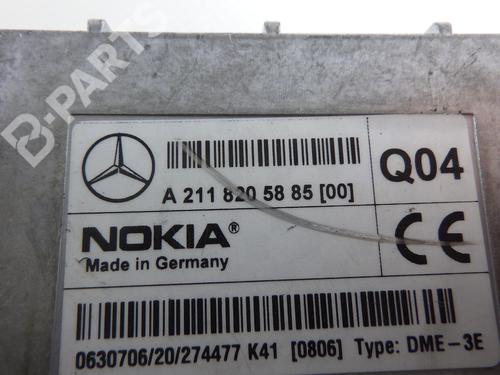 B-PARTS
A 211 820 58 85 [00]
Q04
NOKIA®
Made in Germany
CE
0630706/20/274477 K41 [0806] Type: DME-3E